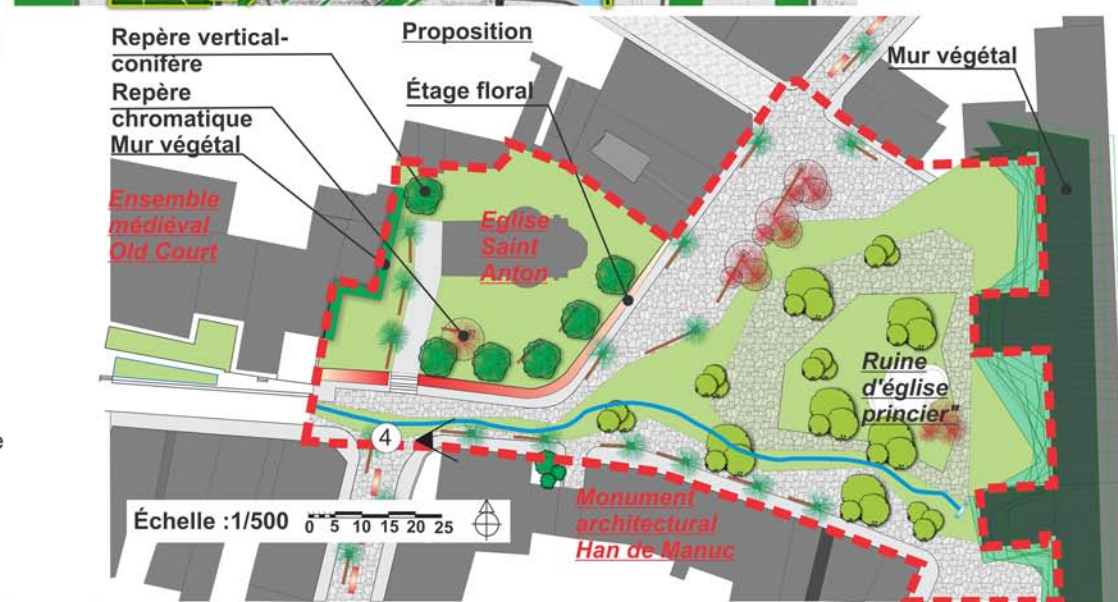 Repère vertical-
conifère
Repère
chromatique
Mur végétal
Proposition
Étage floral
Mur végétal
Ensemble
médiéval
Old Court
Eglise
Saint
Anton
Ruine
d'église
princier"
4
Monument
architectural
Han de Manuc
Échelle :1/500 0 5 10 15 20 25